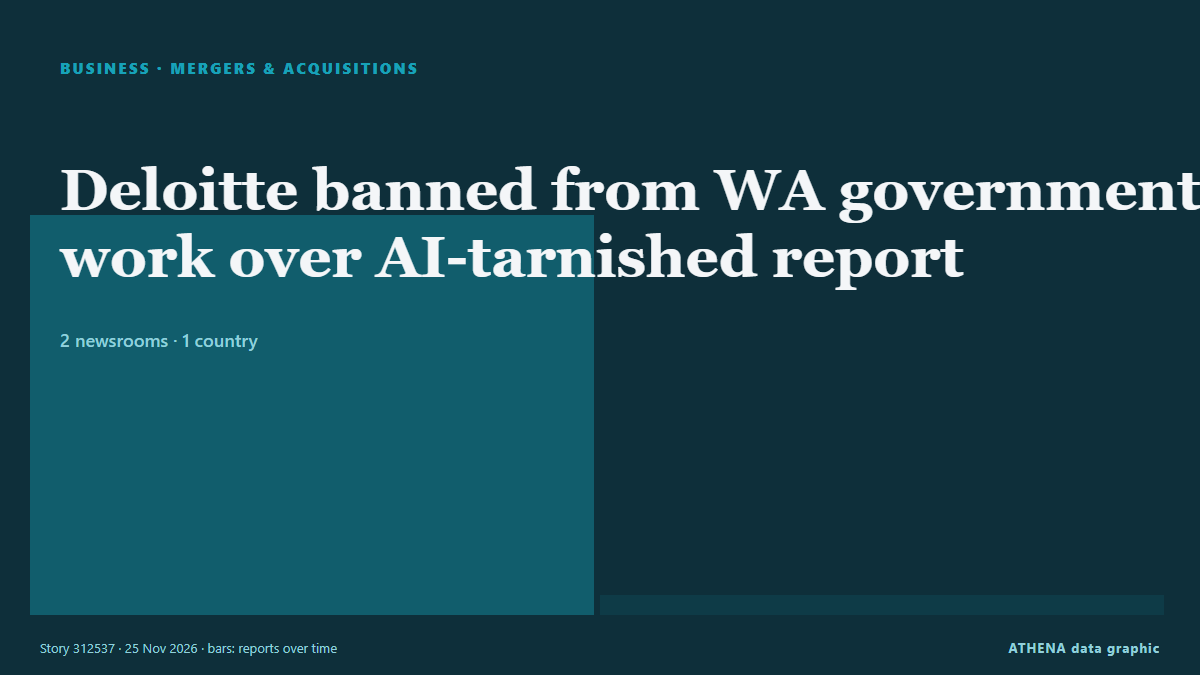 BUSINESS · MERGERS & ACQUISITIONS
Deloitte banned from WA government
work over AI-tarnished report
2 newsrooms · 1 country
Story 312537 · 25 Nov 2026 · bars: reports over time
ATHENA data graphic